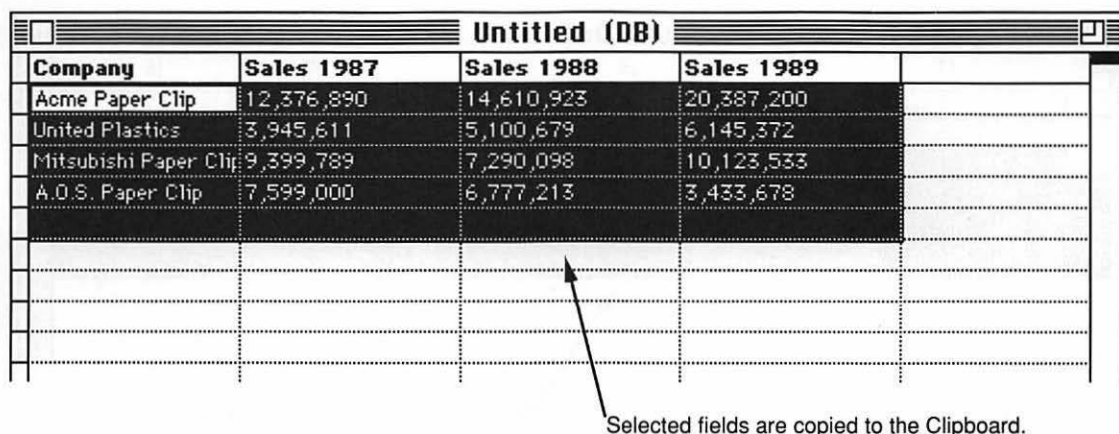 Untitled (DB)
Company Sales 1987 Sales 1988 Sales 1989
Acme Paper Clip 12,376,890 14,610,923 20,387,200
United Plastics 3,945,611 5,100,679 6,145,372
Mitsubishi Paper Clip 9,399,789 7,290,098 10,123,533
A.O.S. Paper Clip 7,599,000 6,777,213 3,433,678
Selected fields are copied to the Clipboard.